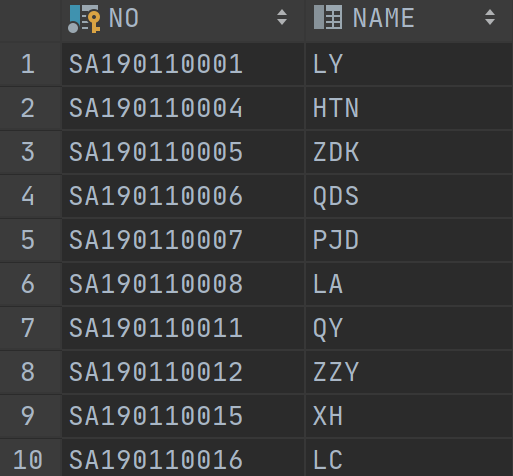 NO NAME
1 SA190110001 LY
2 SA190110004 HTN
3 SA190110005 ZDK
4 SA190110006 QDS
5 SA190110007 PJD
6 SA190110008 LA
7 SA190110011 QY
8 SA190110012 ZZY
9 SA190110015 XH
10 SA190110016 LC